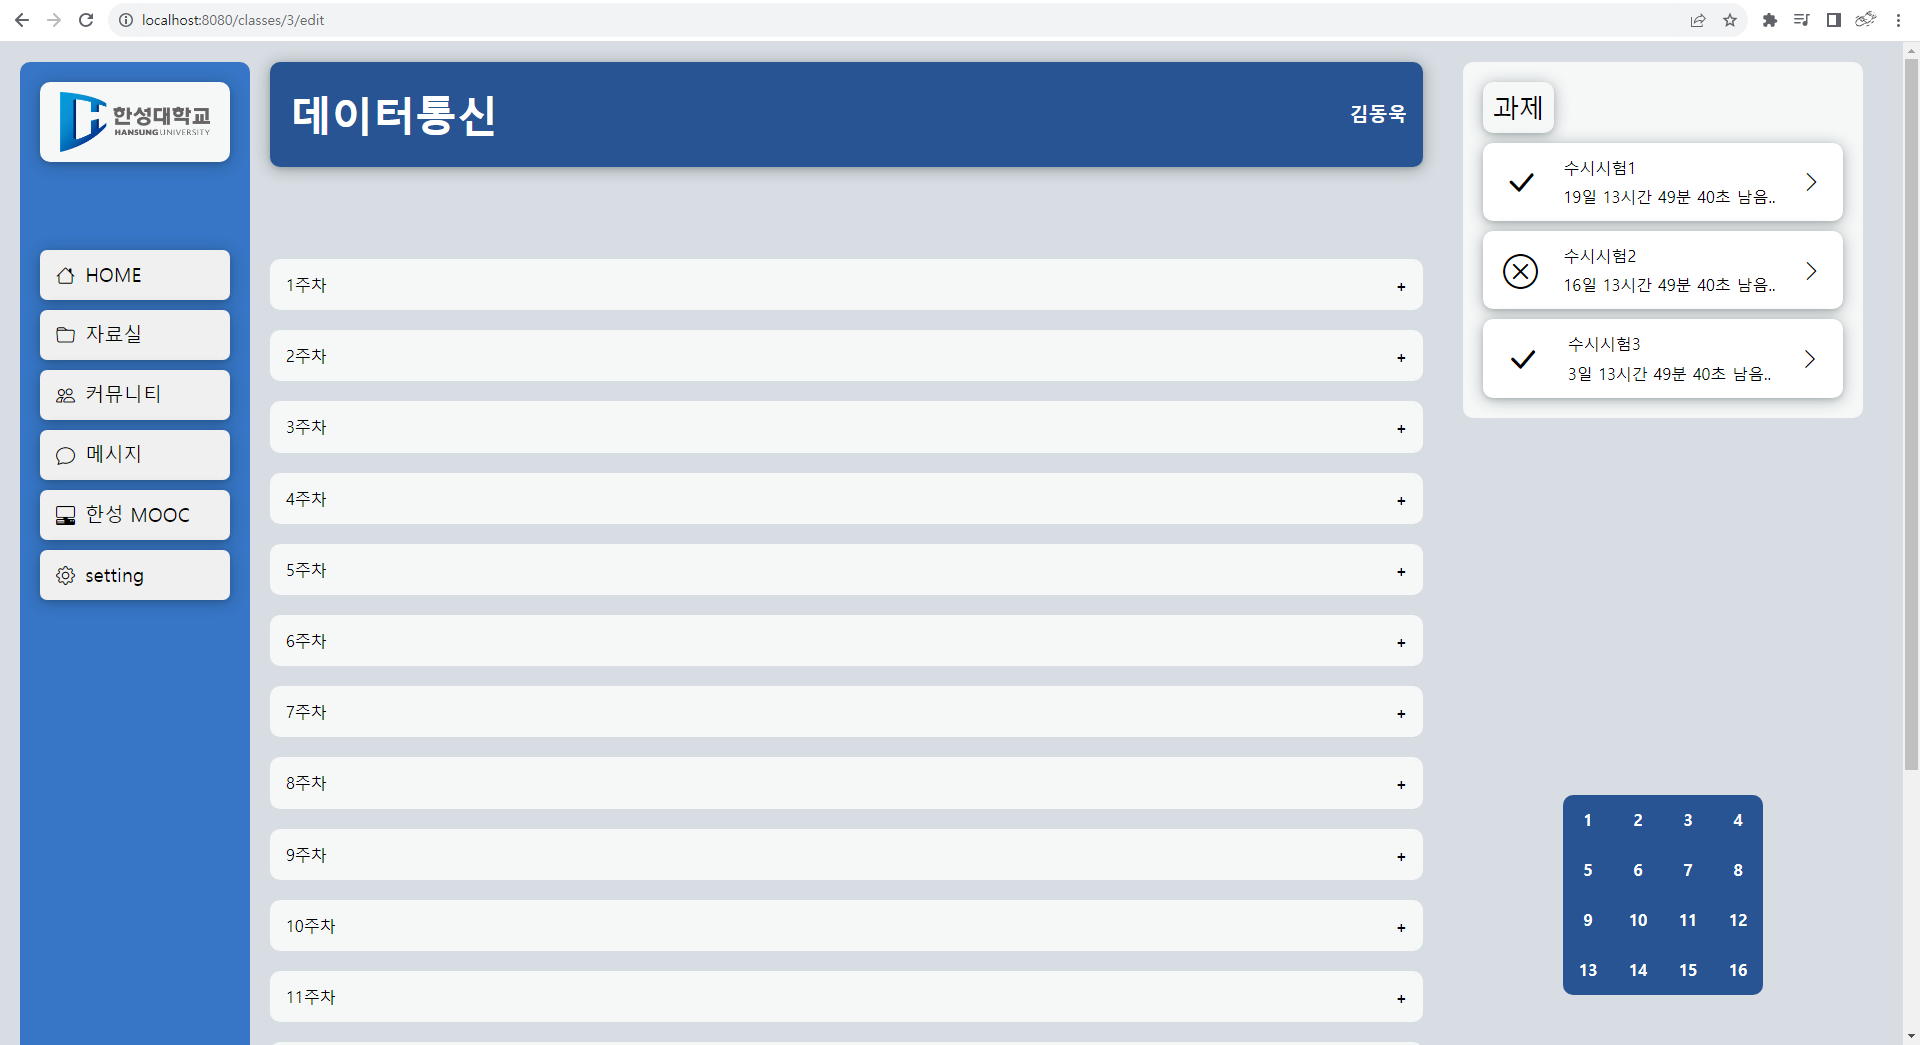 localhost:8080/classes/3/edit
한성대학교
HANSUNG UNIVERSITY
HOME
자료실
커뮤니티
메시지
한성 MOOC
setting
데이터통신
김동욱
1주차 +
2주차 +
3주차 +
4주차 +
5주차 +
6주차 +
7주차 +
8주차 +
9주차 +
10주차 +
11주차 +
과제
수시시험1
19일 13시간 49분 40초 남음..
수시시험2
16일 13시간 49분 40초 남음..
수시시험3
3일 13시간 49분 40초 남음..
1 2 3 4
5 6 7 8
9 10 11 12
13 14 15 16